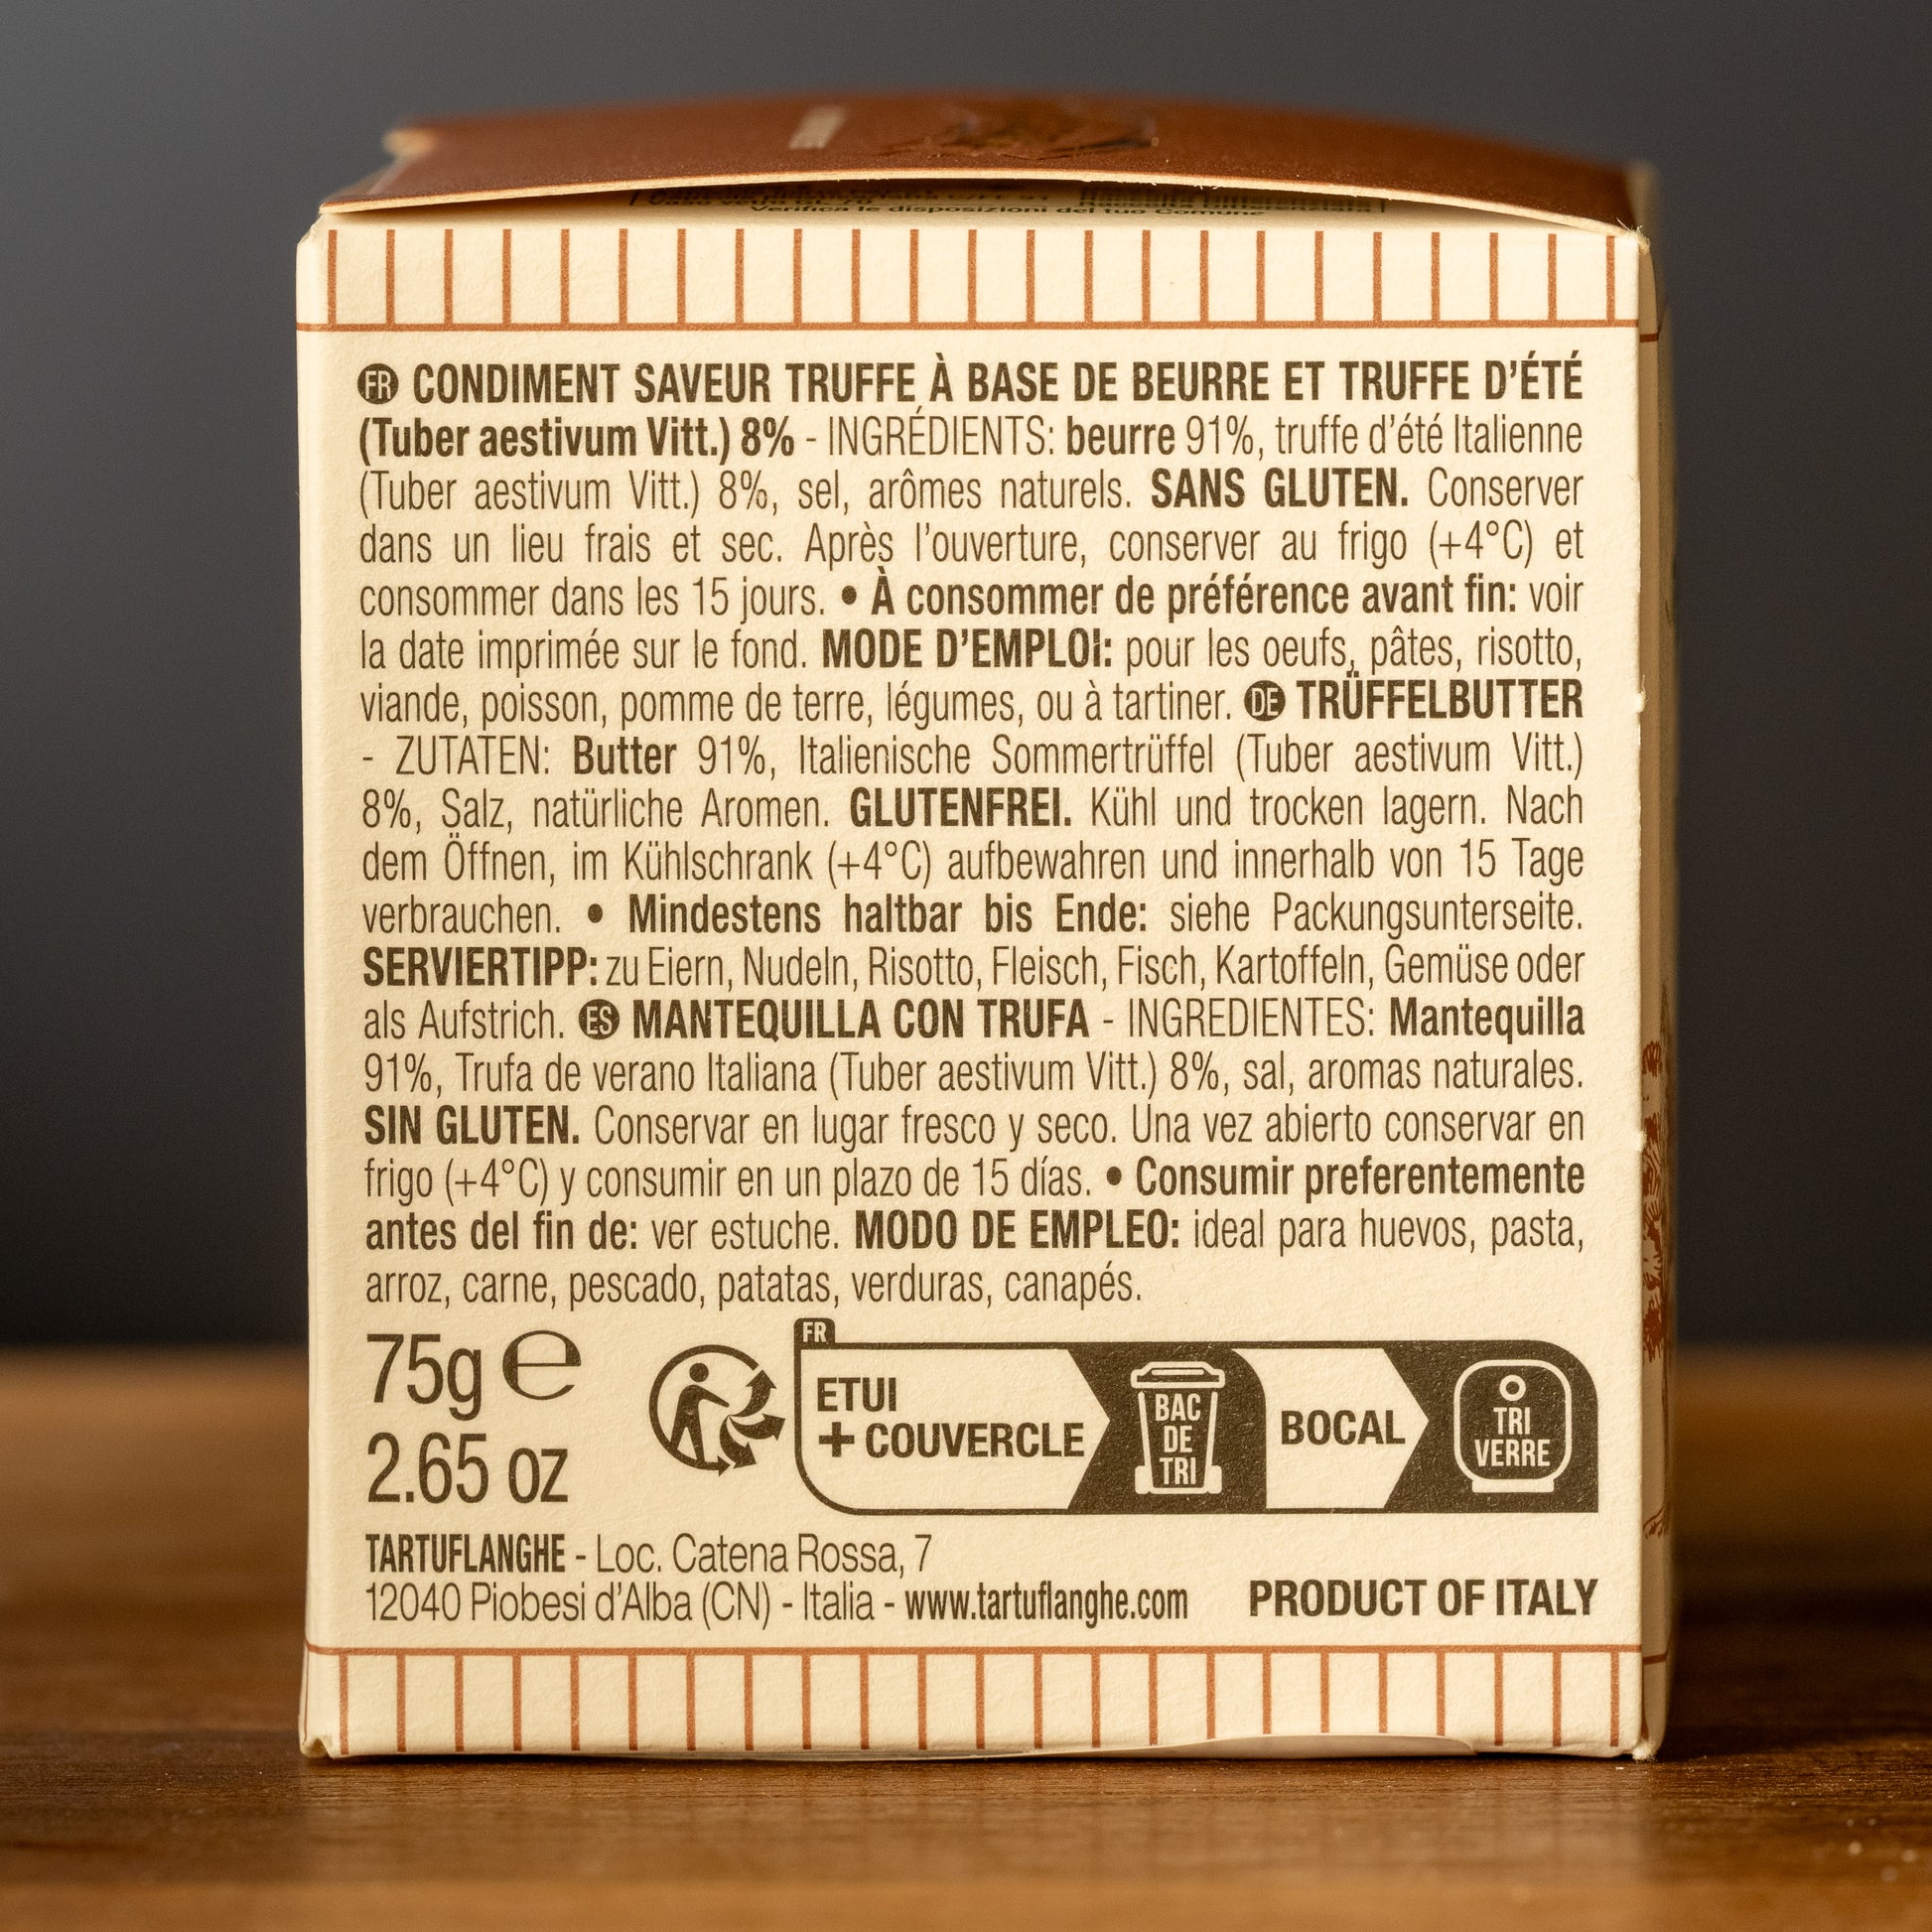 Verifica le disposizioni del tuo Comune
FR CONDIMENT SAVEUR TRUFFE À BASE DE BEURRE ET TRUFFE D'ÉTÉ
(Tuber aestivum Vitt.) 8% - INGRÉDIENTS: beurre 91%, truffe d'été Italienne
(Tuber aestivum Vitt.) 8%, sel, arômes naturels. SANS GLUTEN. Conserver
dans un lieu frais et sec. Après l'ouverture, conserver au frigo (+4°C) et
consommer dans les 15 jours. • À consommer de préférence avant fin: voir
la date imprimée sur le fond. MODE D'EMPLOI: pour les oeufs, pâtes, risotto,
viande, poisson, pomme de terre, légumes, ou à tartiner. DE TRÜFFELBUTTER
- ZUTATEN: Butter 91%, Italienische Sommertrüffel (Tuber aestivum Vitt.)
8%, Salz, natürliche Aromen. GLUTENFREI. Kühl und trocken lagern. Nach
dem Öffnen, im Kühlschrank (+4°C) aufbewahren und innerhalb von 15 Tage
verbrauchen. • Mindestens haltbar bis Ende: siehe Packungsunterseite.
SERVIERTIPP: zu Eiern, Nudeln, Risotto, Fleisch, Fisch, Kartoffeln, Gemüse oder
als Aufstrich. ES MANTEQUILLA CON TRUFA - INGREDIENTES: Mantequilla
91%, Trufa de verano Italiana (Tuber aestivum Vitt.) 8%, sal, aromas naturales.
SIN GLUTEN. Conservar en lugar fresco y seco. Una vez abierto conservar en
frigo (+4°C) y consumir en un plazo de 15 días. • Consumir preferentemente
antes del fin de: ver estuche. MODO DE EMPLEO: ideal para huevos, pasta,
arroz, carne, pescado, patatas, verduras, canapés.
75g ℮
2.65 oz
FR
ETUI
+ COUVERCLE
BAC
DE
TRI
BOCAL
TRI
VERRE
TARTUFLANGHE - Loc. Catena Rossa, 7
12040 Piobesi d'Alba (CN) - Italia - www.tartuflanghe.com
PRODUCT OF ITALY